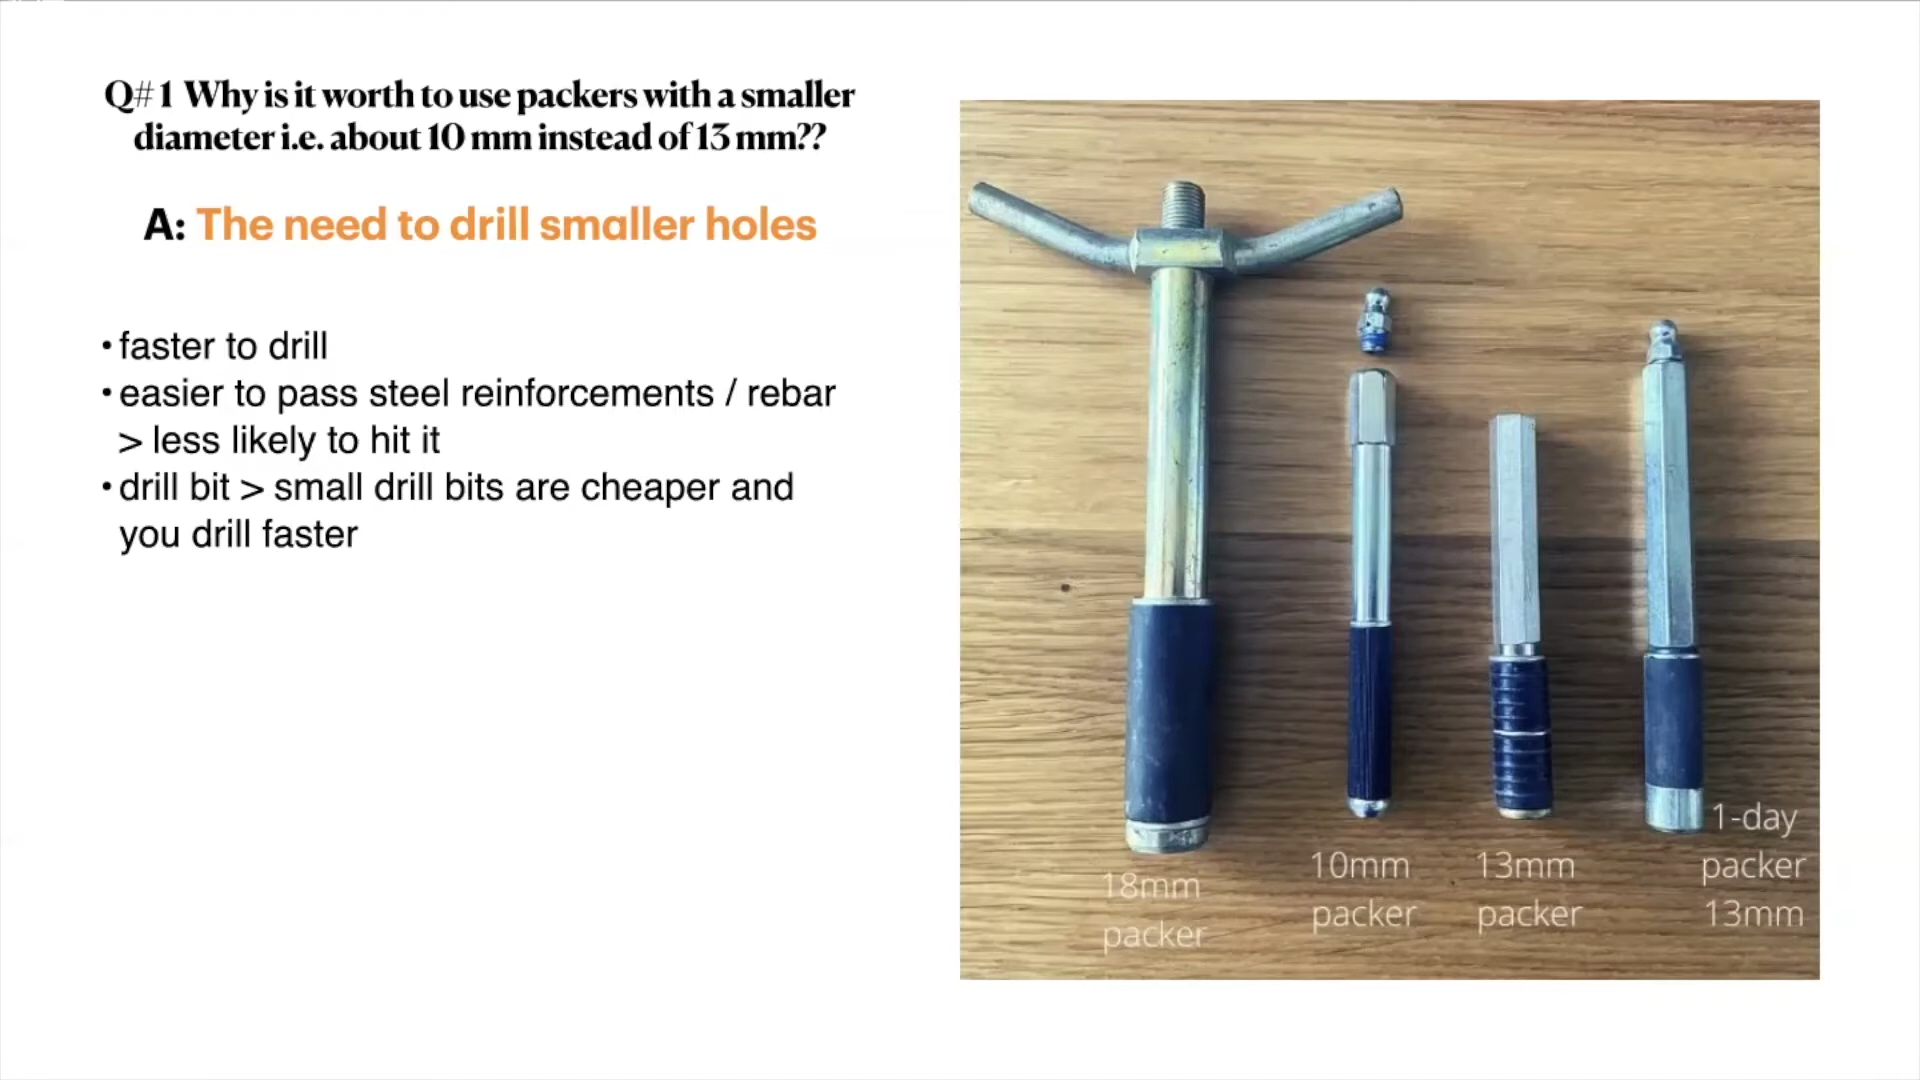 Q#1 Why is it worth to use packers with a smaller
diameter i.e. about 10 mm instead of 13 mm??
A: The need to drill smaller holes
• faster to drill
• easier to pass steel reinforcements / rebar
> less likely to hit it
• drill bit > small drill bits are cheaper and
you drill faster
18mm
packer
10mm
packer
13mm
packer
1-day
packer
13mm